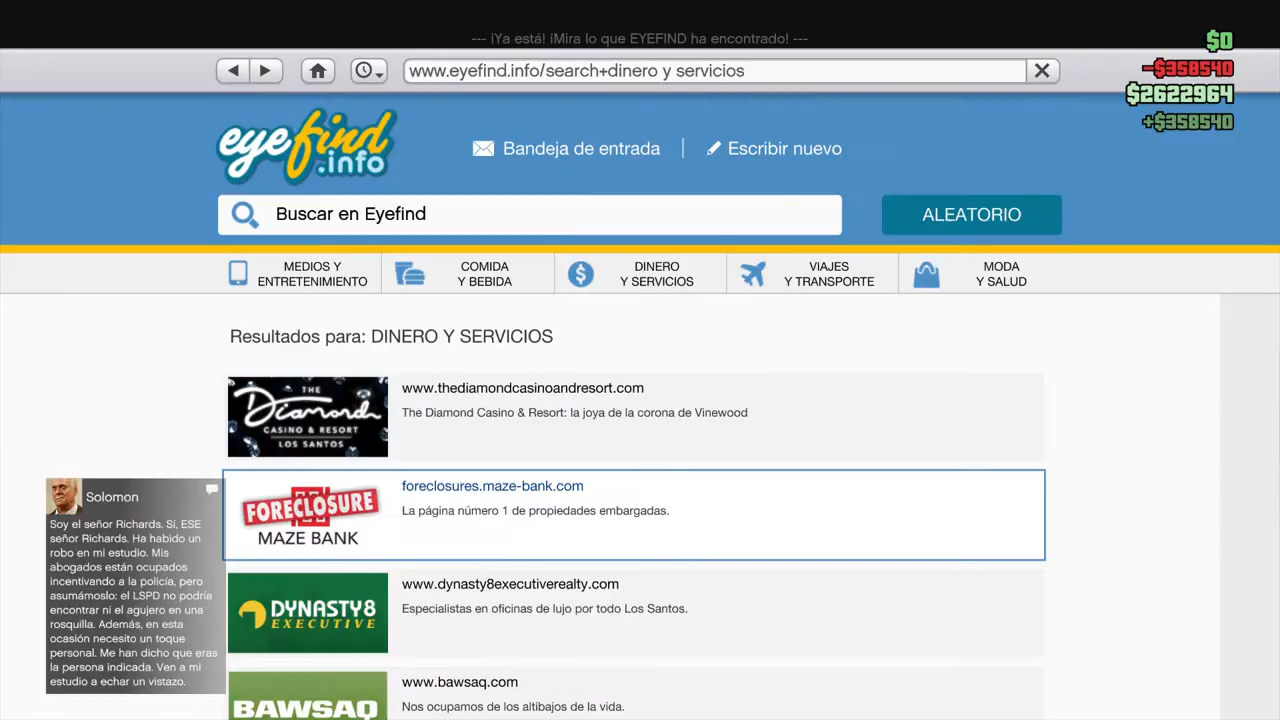 --- ¡Ya está! ¡Mira lo que EYEFIND ha encontrado! ---
$0
www.eyefind.info/search+dinero y servicios
-$358540
$2622964
+$358540
eyefind
.info
Bandeja de entrada
Escribir nuevo
Buscar en Eyefind
ALEATORIO
MEDIOS Y
ENTRETENIMIENTO
COMIDA
Y BEBIDA
DINERO
Y SERVICIOS
VIAJES
Y TRANSPORTE
MODA
Y SALUD
Resultados para: DINERO Y SERVICIOS
THE
Diamond
CASINO & RESORT
LOS SANTOS
www.thediamondcasinoandresort.com
The Diamond Casino & Resort: la joya de la corona de Vinewood
FORECLOSURE
MAZE BANK
foreclosures.maze-bank.com
La página número 1 de propiedades embargadas.
Solomon
Soy el señor Richards. Sí, ESE
señor Richards. Ha habido un
robo en mi estudio. Mis
abogados están ocupados
incentivando a la policía, pero
asumámoslo: el LSPD no podría
encontrar ni el agujero en una
rosquilla. Además, en esta
ocasión necesito un toque
personal. Me han dicho que eras
la persona indicada. Ven a mi
estudio a echar un vistazo.
DYNASTY8
EXECUTIVE
www.dynasty8executiverealty.com
Especialistas en oficinas de lujo por todo Los Santos.
BAWSAQ
www.bawsaq.com
Nos ocupamos de los altibajos de la vida.